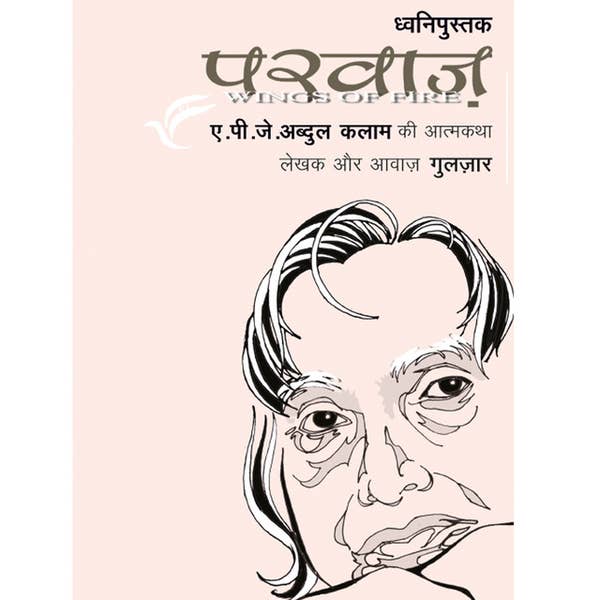 ध्वनिपुस्तक
परवाज़
WINGS OF FIRE
ए.पी.जे.अब्दुल कलाम की आत्मकथा
लेखक और आवाज़ गुलज़ार